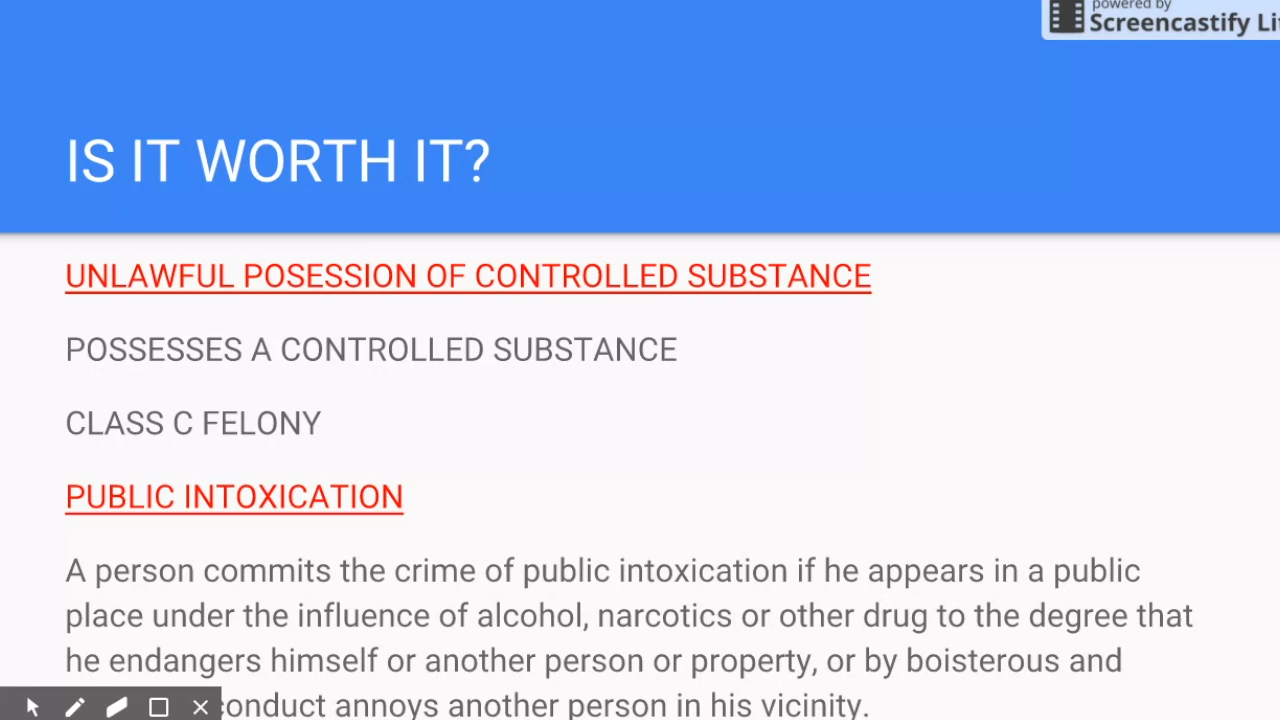 powered by
Screencastify Li
IS IT WORTH IT?
UNLAWFUL POSESSION OF CONTROLLED SUBSTANCE
POSSESSES A CONTROLLED SUBSTANCE
CLASS C FELONY
PUBLIC INTOXICATION
A person commits the crime of public intoxication if he appears in a public
place under the influence of alcohol, narcotics or other drug to the degree that
he endangers himself or another person or property, or by boisterous and
conduct annoys another person in his vicinity.